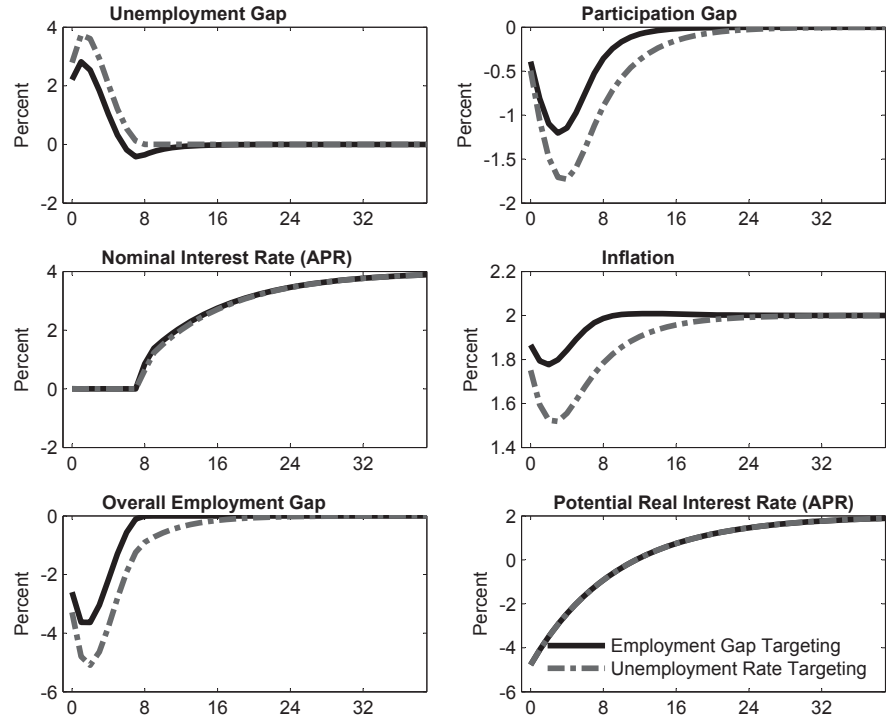 Unemployment Gap
Percent
4
2
0
-2
0 8 16 24 32
Participation Gap
Percent
0
-0.5
-1
-1.5
-2
0 8 16 24 32
Nominal Interest Rate (APR)
Percent
4
2
0
-2
0 8 16 24 32
Inflation
Percent
2.2
2
1.8
1.6
1.4
0 8 16 24 32
Overall Employment Gap
Percent
0
-2
-4
-6
0 8 16 24 32
Potential Real Interest Rate (APR)
Percent
2
0
-2
-4
-6
0 8 16 24 32
Employment Gap Targeting
Unemployment Rate Targeting